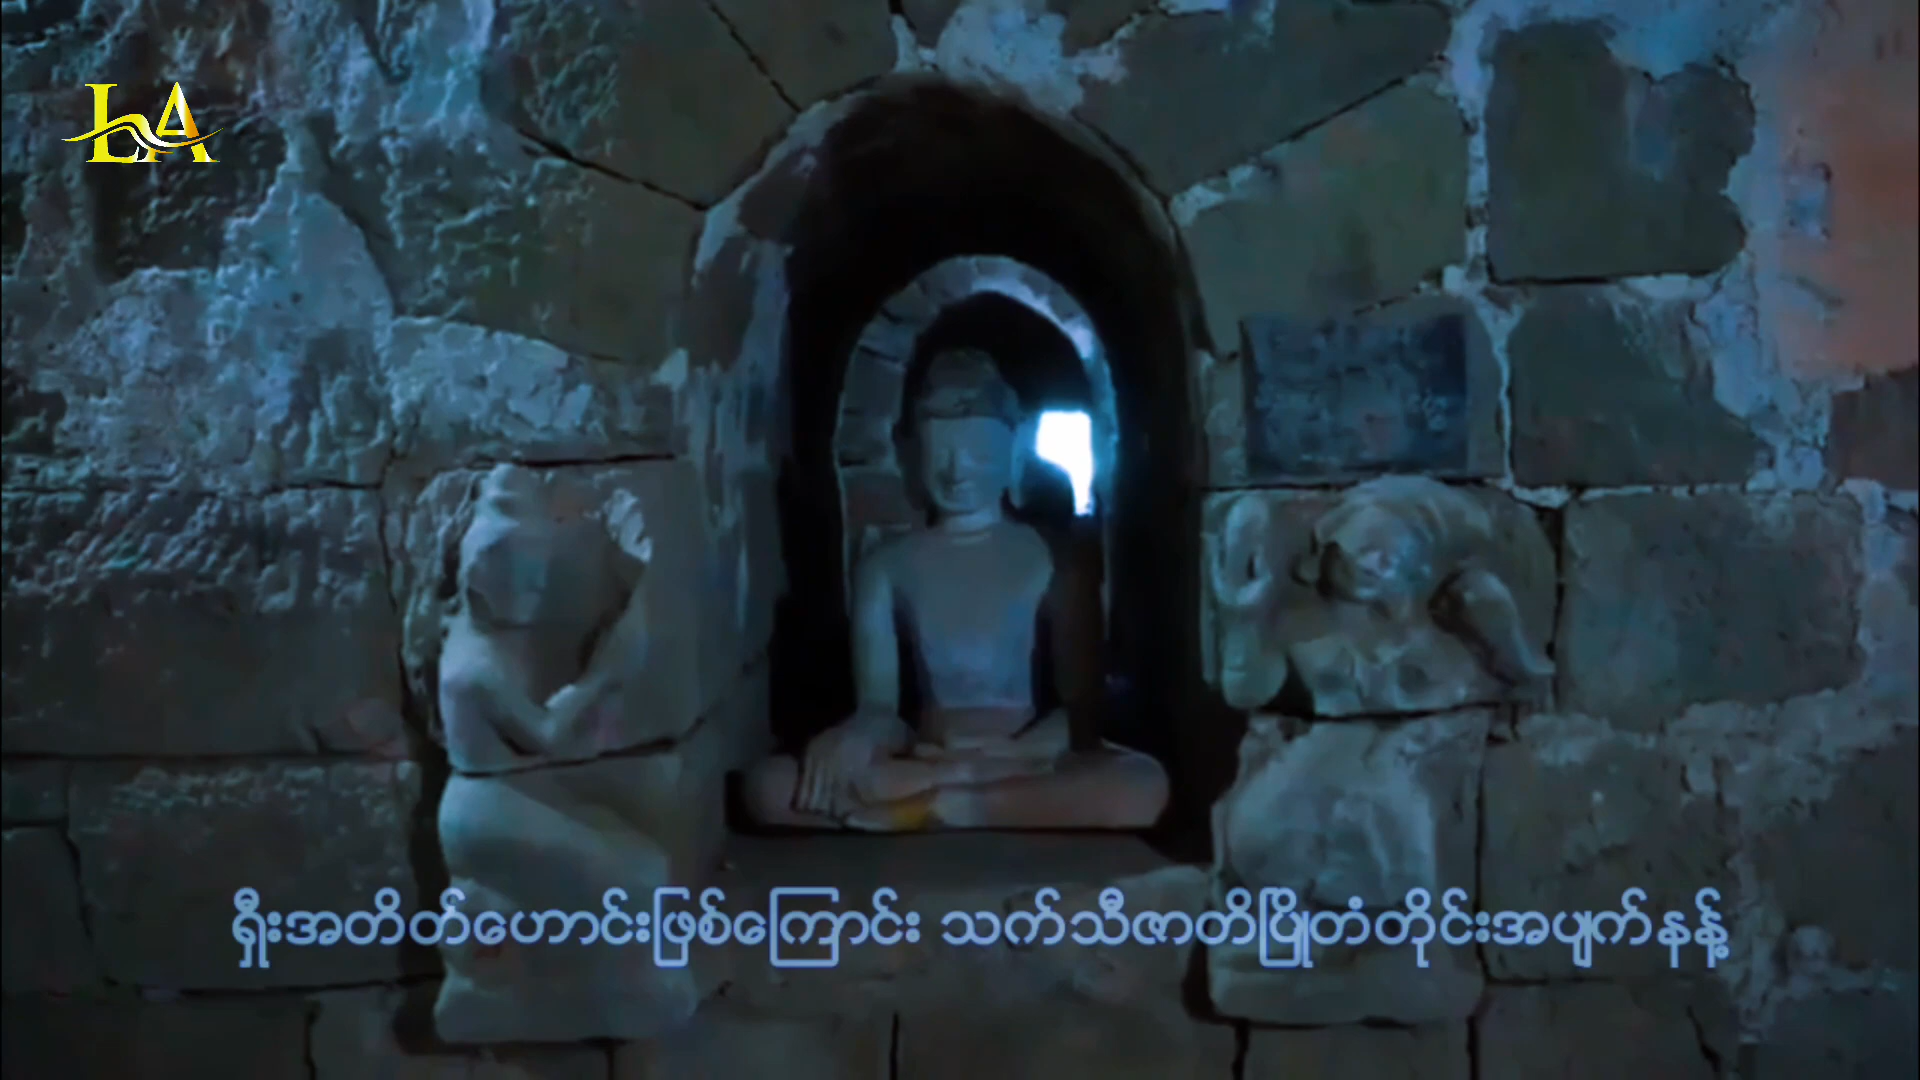 LA
ရှီးအတိတ်ဟောင်းဖြစ်ကြောင်း သက်သီဇာတိပြိုတံတိုင်းအပျက်နန့်